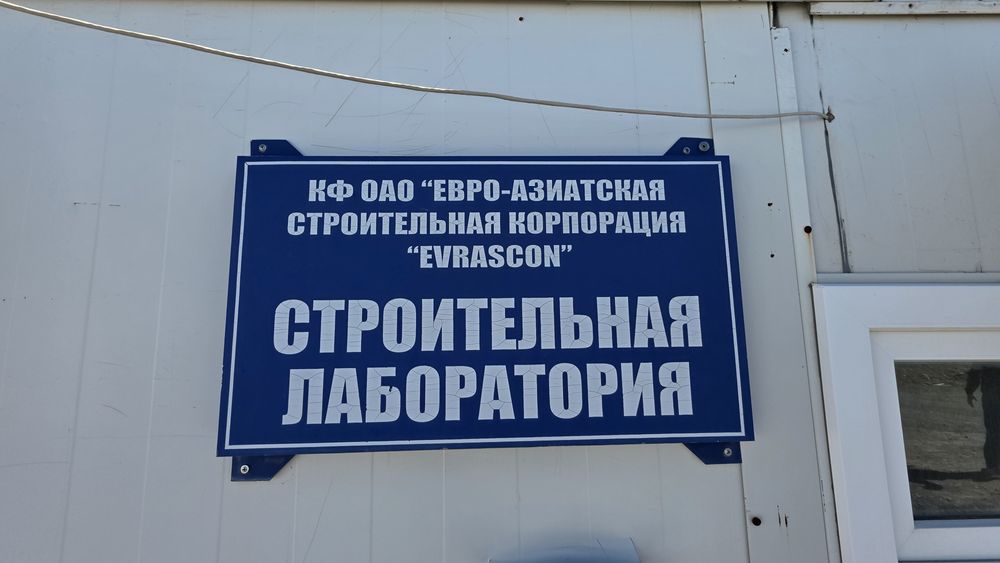 КФ ОАО “ЕВРО-АЗИАТСКАЯ
СТРОИТЕЛЬНАЯ КОРПОРАЦИЯ
“EVRASCON”
СТРОИТЕЛЬНАЯ
ЛАБОРАТОРИЯ